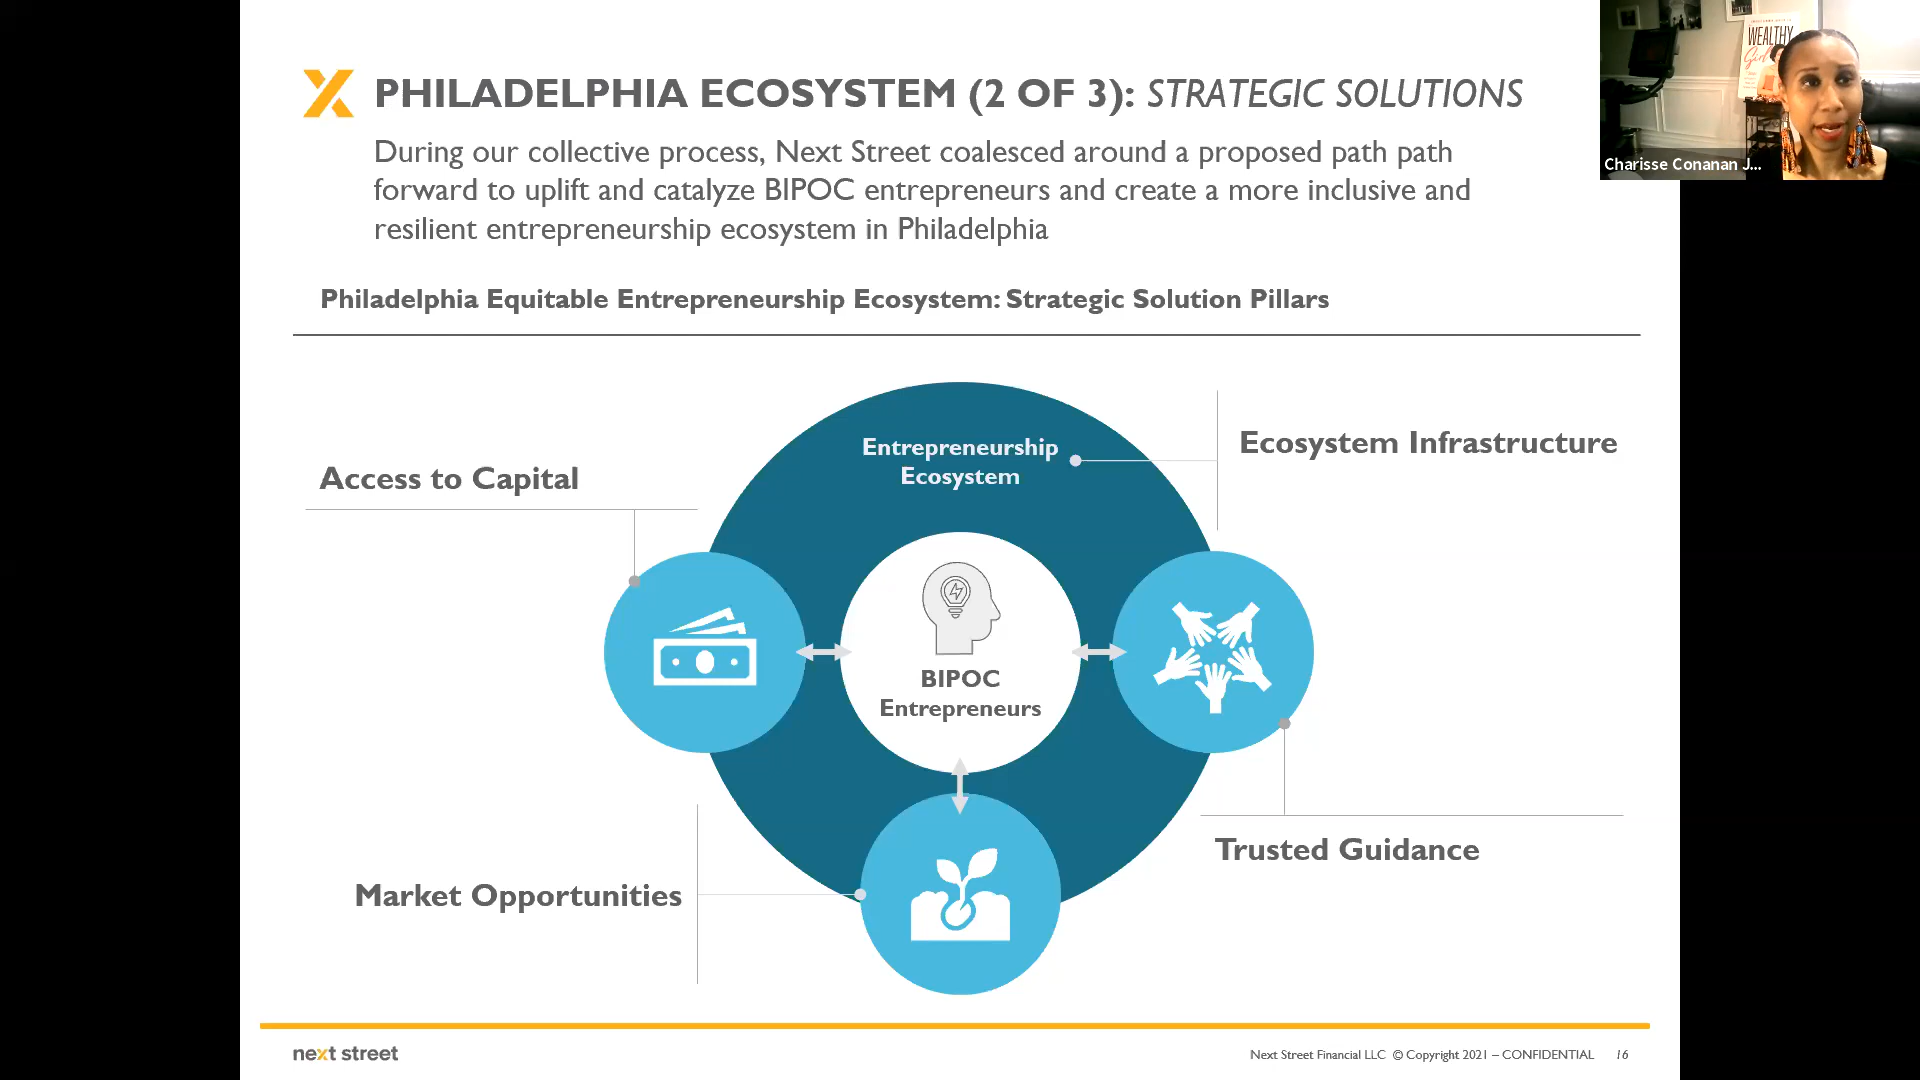 PHILADELPHIA ECOSYSTEM (2 OF 3): STRATEGIC SOLUTIONS
During our collective process, Next Street coalesced around a proposed path path
forward to uplift and catalyze BIPOC entrepreneurs and create a more inclusive and
resilient entrepreneurship ecosystem in Philadelphia
WEALTHY
Girl
Charisse Conanan J...
Philadelphia Equitable Entrepreneurship Ecosystem: Strategic Solution Pillars
Entrepreneurship
Ecosystem
Ecosystem Infrastructure
Access to Capital
BIPOC
Entrepreneurs
Trusted Guidance
Market Opportunities
next street
Next Street Financial LLC © Copyright 2021 – CONFIDENTIAL 16